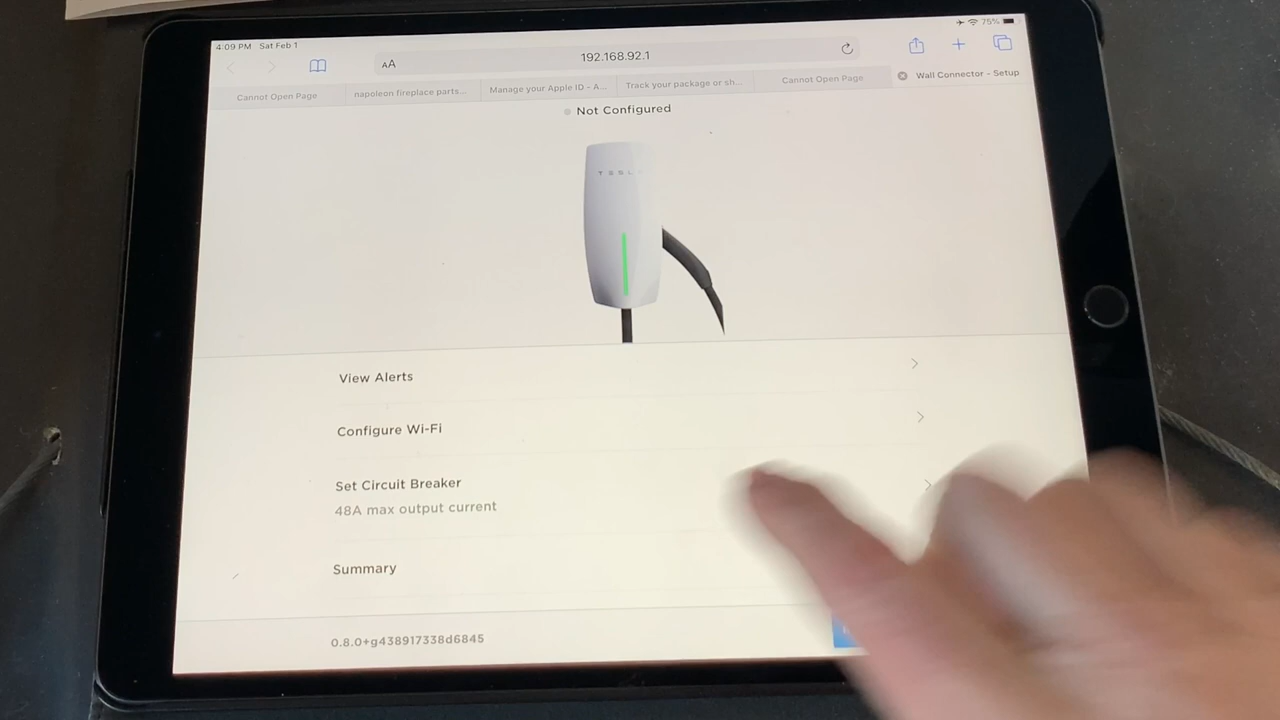 4:09 PM Sat Feb 1
75%
AA
192.168.92.1
Cannot Open Page
napoleon fireplace parts...
Manage your Apple ID – A...
Track your package or sh...
Cannot Open Page
Wall Connector – Setup
Not Configured
View Alerts
Configure Wi-Fi
Set Circuit Breaker
48A max output current
Summary
0.8.0+g438917338d6845